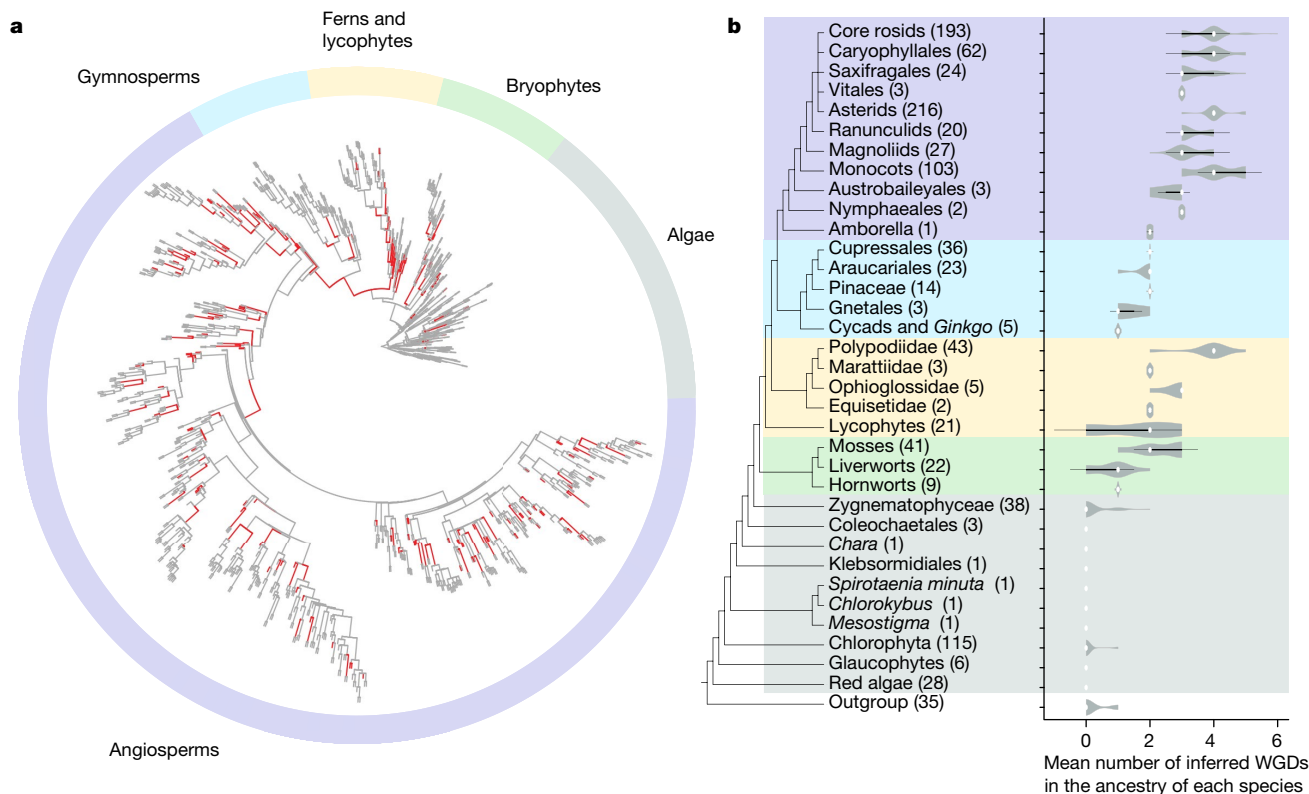 a
Ferns and
lycophytes
Gymnosperms
Bryophytes
Algae
Angiosperms
b
Core rosids (193)
Caryophyllales (62)
Saxifragales (24)
Vitales (3)
Asterids (216)
Ranunculids (20)
Magnoliids (27)
Monocots (103)
Austrobaileyales (3)
Nymphaeales (2)
Amborella (1)
Cupressales (36)
Araucariales (23)
Pinaceae (14)
Gnetales (3)
Cycads and Ginkgo (5)
Polypodiidae (43)
Marattiidae (3)
Ophioglossidae (5)
Equisetidae (2)
Lycophytes (21)
Mosses (41)
Liverworts (22)
Hornworts (9)
Zygnematophyceae (38)
Coleochaetales (3)
Chara (1)
Klebsormidiales (1)
Spirotaenia minuta (1)
Chlorokybus (1)
Mesostigma (1)
Chlorophyta (115)
Glaucophytes (6)
Red algae (28)
Outgroup (35)
0 2 4 6
Mean number of inferred WGDs
in the ancestry of each species